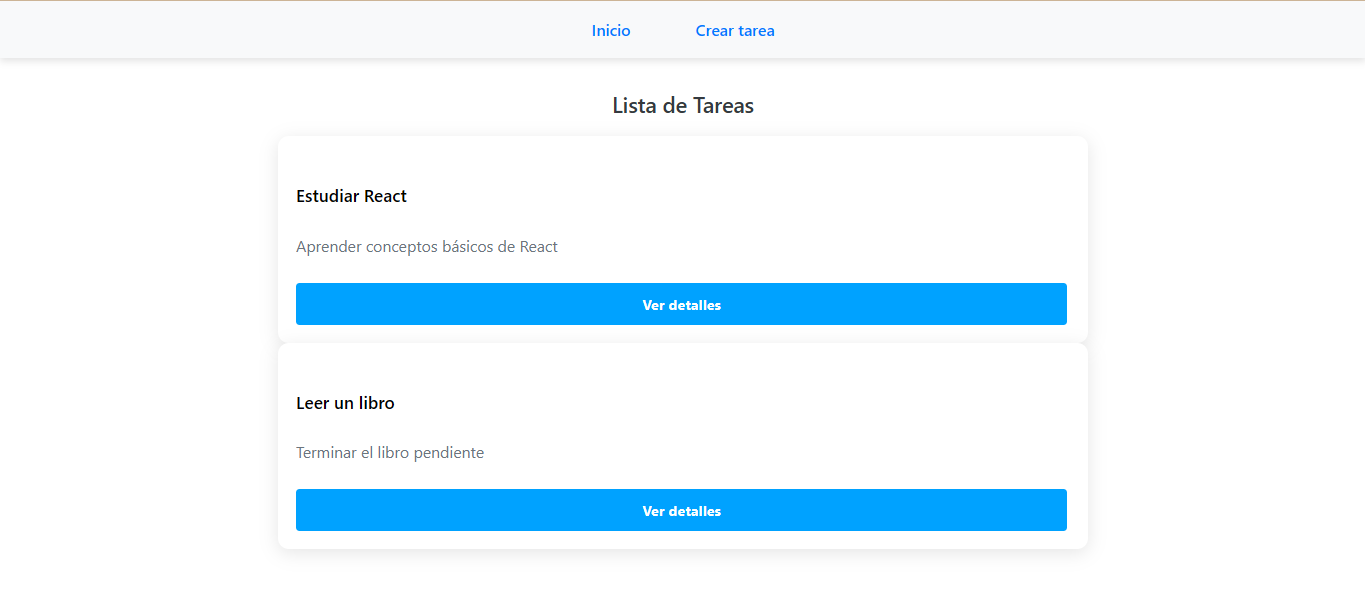 Inicio Crear tarea
Lista de Tareas
Estudiar React
Aprender conceptos básicos de React
Ver detalles
Leer un libro
Terminar el libro pendiente
Ver detalles